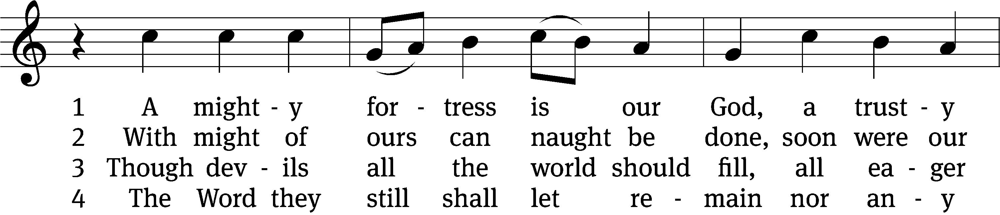 1 A might - y for - tress is our God, a trust - y
2 With might of ours can naught be done, soon were our
3 Though dev - ils all the world should fill, all ea - ger
4 The Word they still shall let re - main nor an - y